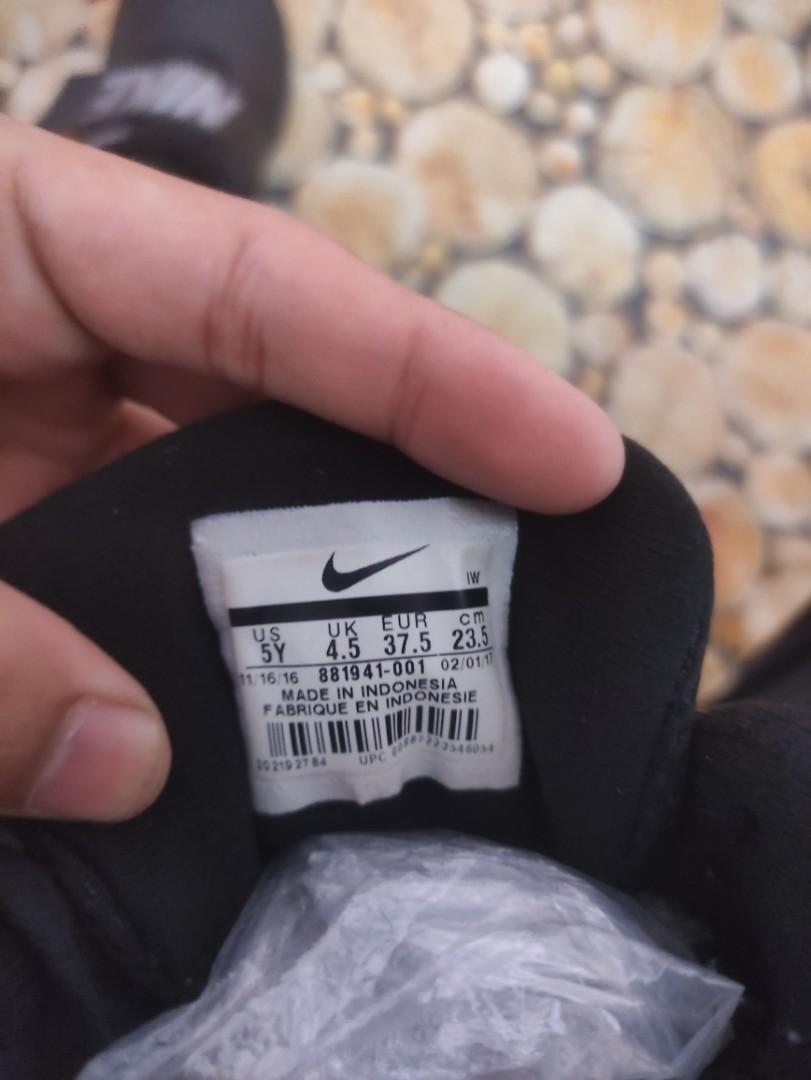 IW
US UK EUR cm
5Y 4.5 37.5 23.5
11/16/16 881941-001 02/01/17
MADE IN INDONESIA
FABRIQUE EN INDONESIE
UPC